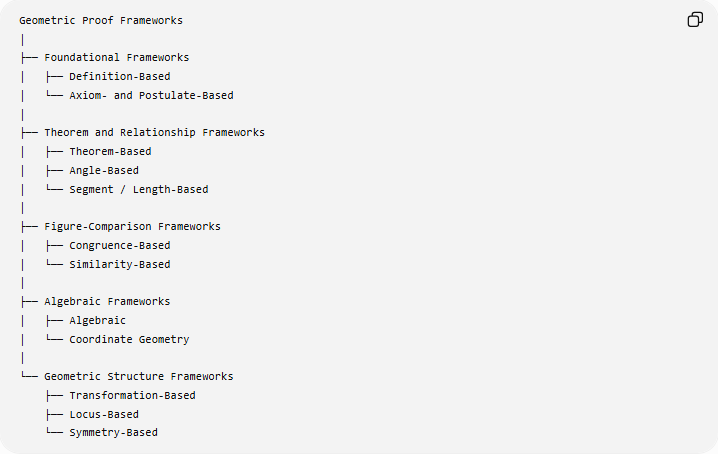 Geometric Proof Frameworks
│
├── Foundational Frameworks
│   ├── Definition-Based
│   └── Axiom- and Postulate-Based
│
├── Theorem and Relationship Frameworks
│   ├── Theorem-Based
│   ├── Angle-Based
│   └── Segment / Length-Based
│
├── Figure-Comparison Frameworks
│   ├── Congruence-Based
│   └── Similarity-Based
│
├── Algebraic Frameworks
│   ├── Algebraic
│   └── Coordinate Geometry
│
└── Geometric Structure Frameworks
    ├── Transformation-Based
    ├── Locus-Based
    └── Symmetry-Based